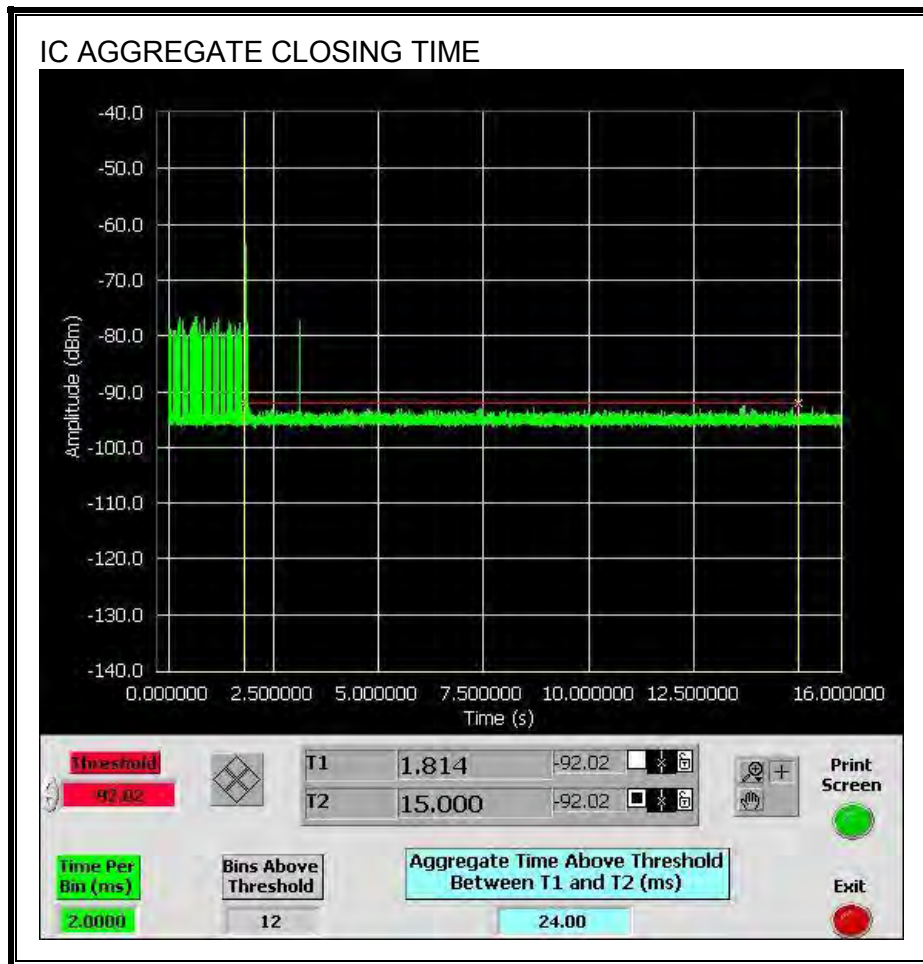 IC AGGREGATE CLOSING TIME
-40.0
-50.0
-60.0
-70.0
-80.0
-90.0
-100.0
-110.0
-120.0
-130.0
-140.0
Amplitude (dBm)
0.0000000 2.500000 5.000000 7.500000 10.000000 12.500000 16.000000
Time (s)
Threshold
-92.02
T1 1.814 -92.02
T2 15.000 -92.02
Print
Screen
Time Per
Bin (ms)
2.0000
Bins Above
Threshold
12
Aggregate Time Above Threshold
Between T1 and T2 (ms)
24.00
Exit